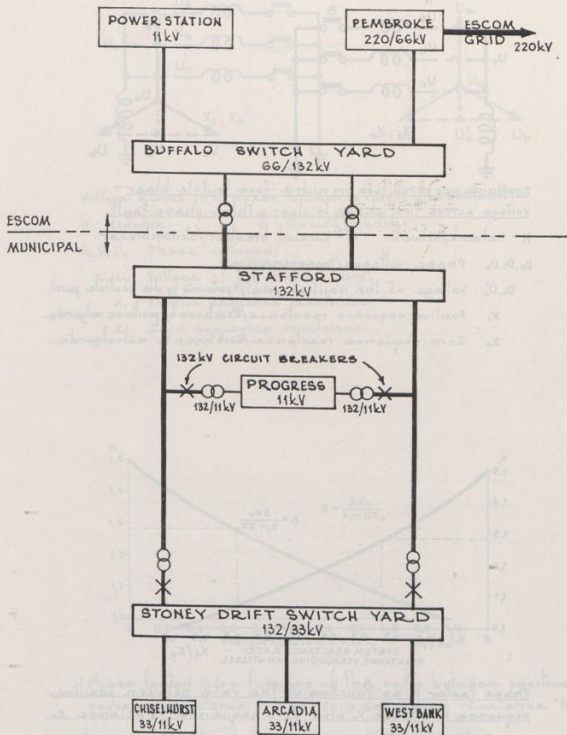 POWER STATION
11kV
PEMBROKE
220/66kV
ESCOM
GRID
220kV
BUFFALO SWITCH YARD
66/132kV
ESCOM
MUNICIPAL
STAFFORD
132kV
132kV CIRCUIT BREAKERS
PROGRESS
11kV
132/11kV
132/11kV
STONEY DRIFT SWITCH YARD
132/33kV
CHISELHURST
33/11kV
ARCADIA
33/11kV
WEST BANK
33/11kV